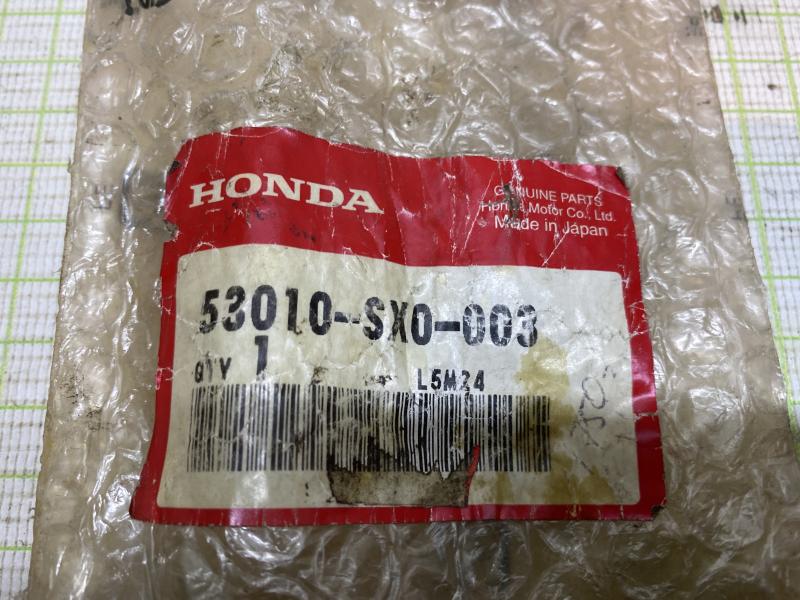 HONDA
GENUINE PARTS
Honda Motor Co., Ltd.
Made in Japan
53010-SX0-003
QTY 1
L5M24